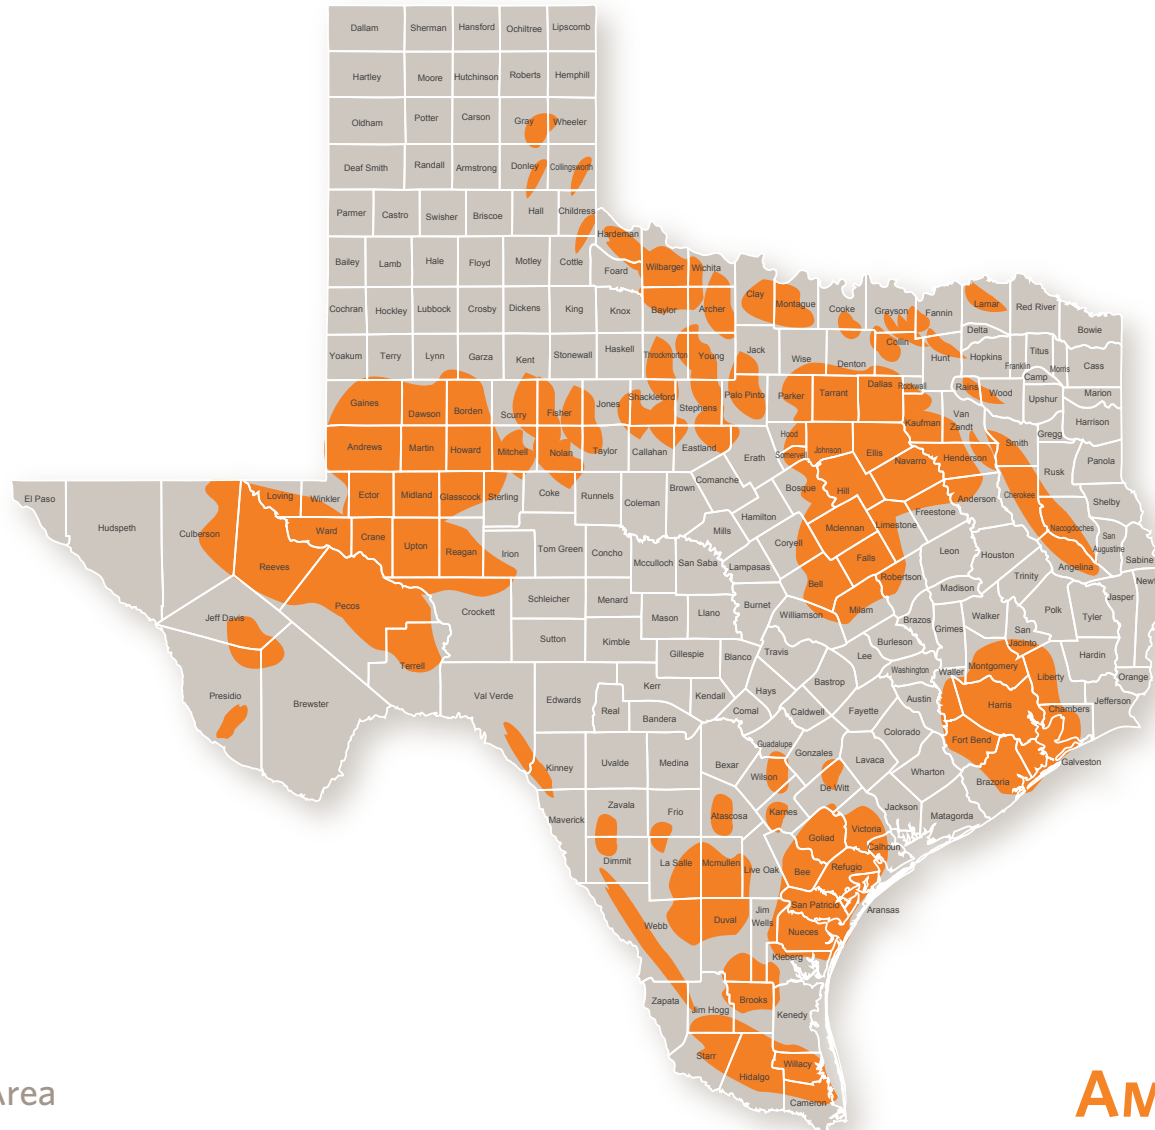 Dallam Sherman Hansford Ochiltree Lipscomb
Hartley Moore Hutchinson Roberts Hemphill
Oldham Potter Carson Gray Wheeler
Deaf Smith Randall Armstrong Donley Collingsworth
Parmer Castro Swisher Briscoe Hall Childress
Hardeman
Bailey Lamb Hale Floyd Motley Cottle Foard Wilbarger Wichita
Cochran Hockley Lubbock Crosby Dickens King Knox Baylor Archer Clay Montague Cooke Grayson Fannin Lamar Red River Bowie
Delta
Yoakum Terry Lynn Garza Kent Stonewall Haskell Throckmorton Young Jack Wise Denton Collin Hunt Hopkins Franklin Titus Camp Morris Cass
Gaines Dawson Borden Scurry Fisher Jones Shackleford Stephens Palo Pinto Parker Tarrant Dallas Rockwall Rains Wood Upshur Marion
Kaufman Van
Zandt Smith Gregg Harrison
Andrews Martin Howard Mitchell Nolan Taylor Callahan Eastland Erath Hood
Somervell Johnson Ellis Navarro Henderson Rusk Panola
El Paso Hudspeth Culberson Loving Winkler Ector Midland Glasscock Sterling Coke Runnels Coleman Brown Comanche Bosque Hill Freestone Anderson Cherokee Shelby
Hamilton
Reeves Ward Crane Upton Reagan Irion Tom Green Concho Mcculloch San Saba Mills Lampasas Coryell Mclennan Limestone Falls Leon Houston Nacogdoches San
Augustine Sabine
Angelina
Jeff Davis Pecos Crockett Schleicher Menard Mason Llano Burnet Bell Williamson Milam Robertson Madison Trinity Polk Tyler Jasper Newt
Brazos Grimes Walker San
Jacinto
Terrell Sutton Kimble Gillespie Blanco Travis Lee Burleson Washington Waller Montgomery Liberty Hardin Orange
Presidio Brewster Val Verde Edwards Real Kerr Bandera Kendall Comal Hays Caldwell Bastrop Fayette Austin Harris Chambers Jefferson
Colorado Fort Bend
Kinney Uvalde Medina Bexar Guadalupe Gonzales Lavaca Wharton Brazoria Galveston
Wilson De Witt
Maverick Zavala Frio Atascosa Karnes Jackson Matagorda
Goliad Victoria Calhoun
Dimmit La Salle Mcmullen Live Oak Bee Refugio
San Patricio Aransas
Webb Duval Jim
Wells Nueces
Kleberg
Zapata Jim Hogg Brooks Kenedy
Starr Hidalgo Willacy
Cameron
Area
AM